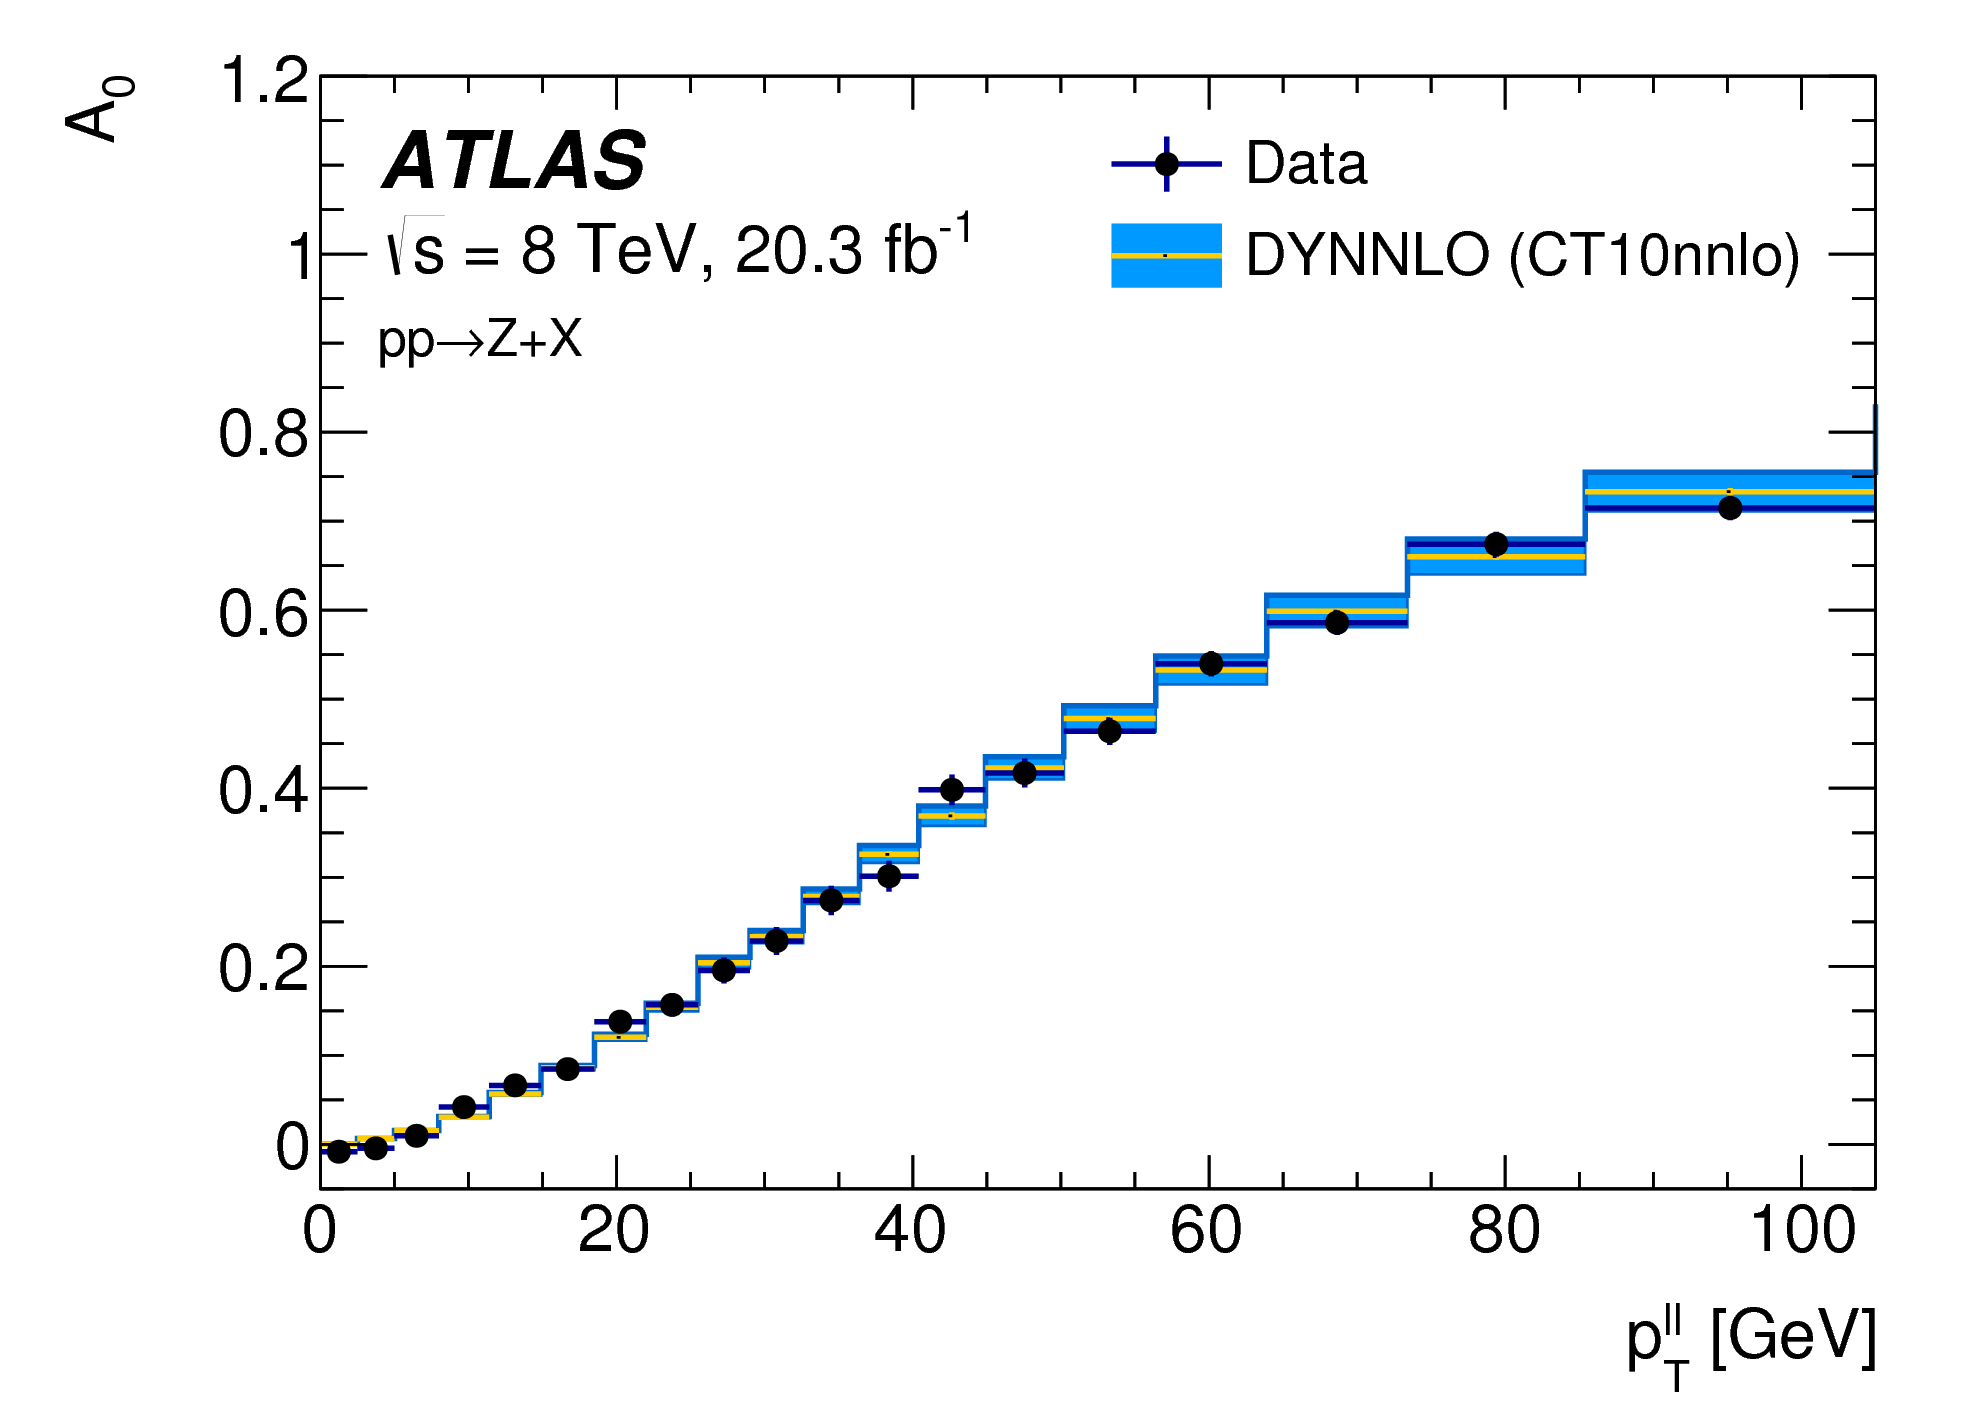 A0
1.2
1
0.8
0.6
0.4
0.2
0
ATLAS
√s = 8 TeV, 20.3 fb-1
pp→Z+X
Data
DYNNLO (CT10nnlo)
0 20 40 60 80 100
pTll [GeV]